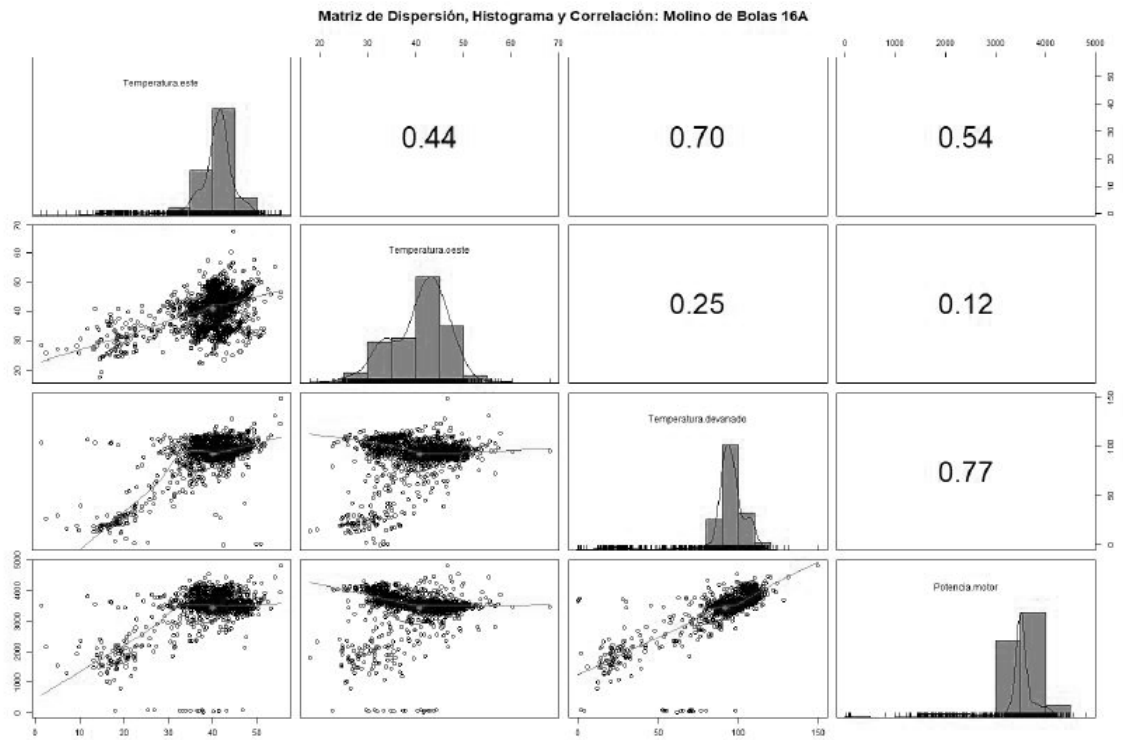 Matriz de Dispersión, Histograma y Correlación: Molino de Bolas 16A
20 30 40 50 60 70
0 1000 2000 3000 4000 5000
Temperatura.este
0.44
0.70
0.54
0 10 20 30 40 50
20 30 40 50 60 70
Temperatura.oeste
0.25
0.12
Temperatura.devanado
0.77
0 50 100 150
0 1000 2000 3000 4000 5000
Potencia.motor
0 10 20 30 40 50
0 50 100 150